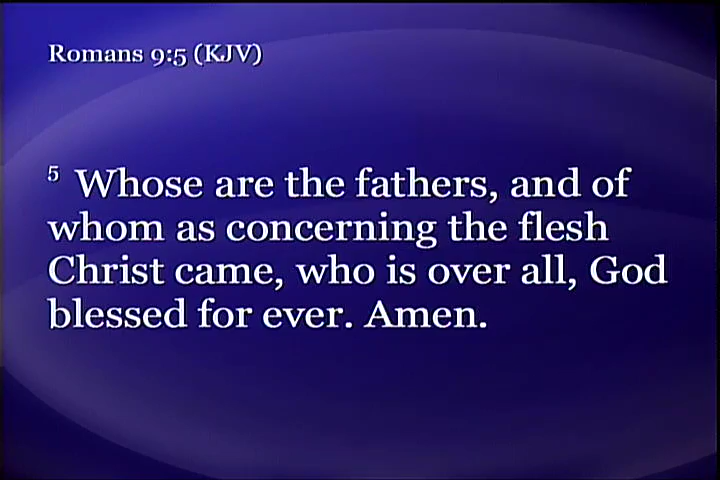 Romans 9:5 (KJV)
5 Whose are the fathers, and of
whom as concerning the flesh
Christ came, who is over all, God
blessed for ever. Amen.